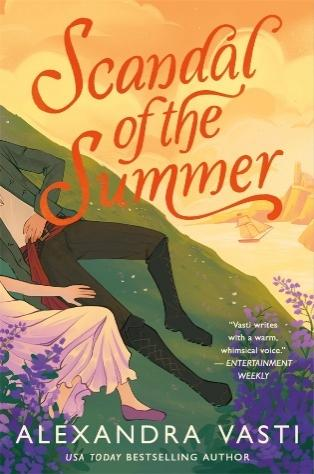 Scandal
of the
Summer
"Vasti writes
with a warm,
whimsical voice."
— ENTERTAINMENT
WEEKLY
ALEXANDRA VASTI
USA TODAY BESTSELLING AUTHOR